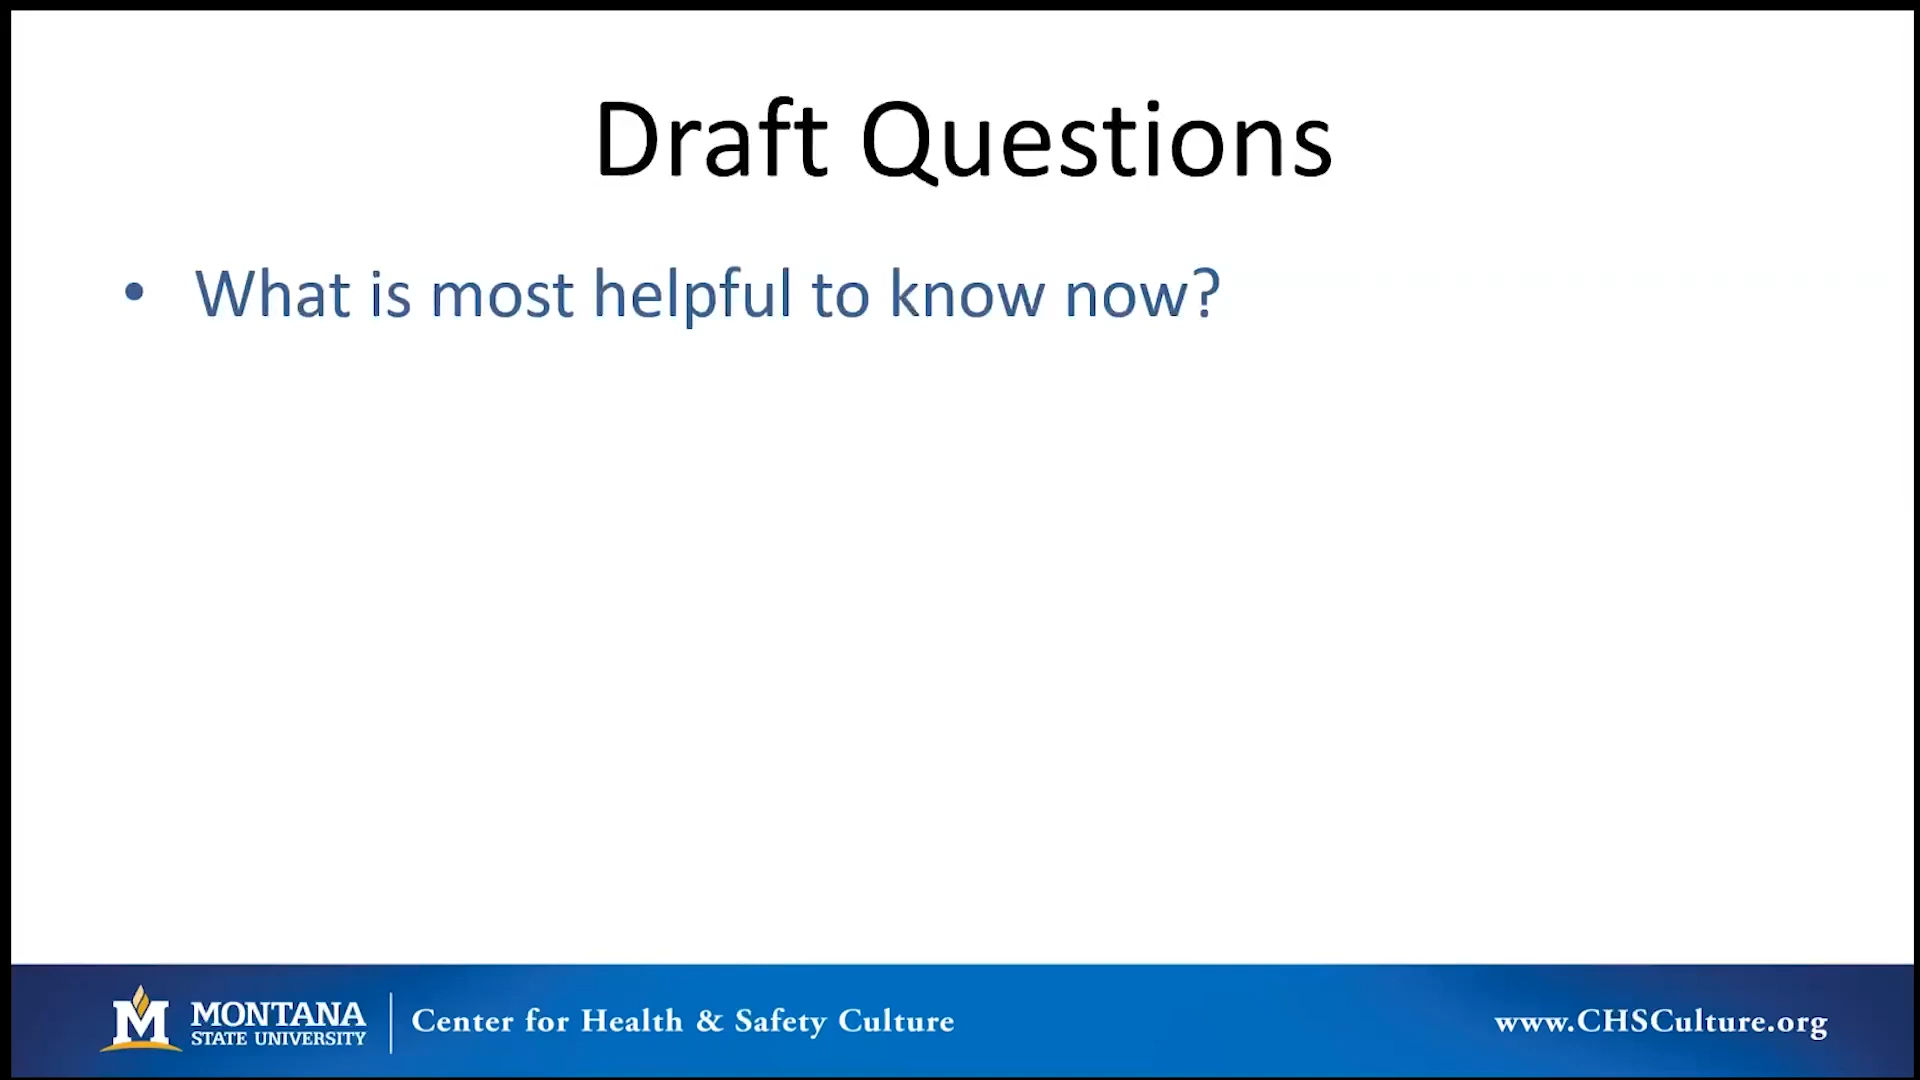 Draft Questions
• What is most helpful to know now?
M MONTANA
STATE UNIVERSITY
Center for Health & Safety Culture
www.CHSCulture.org